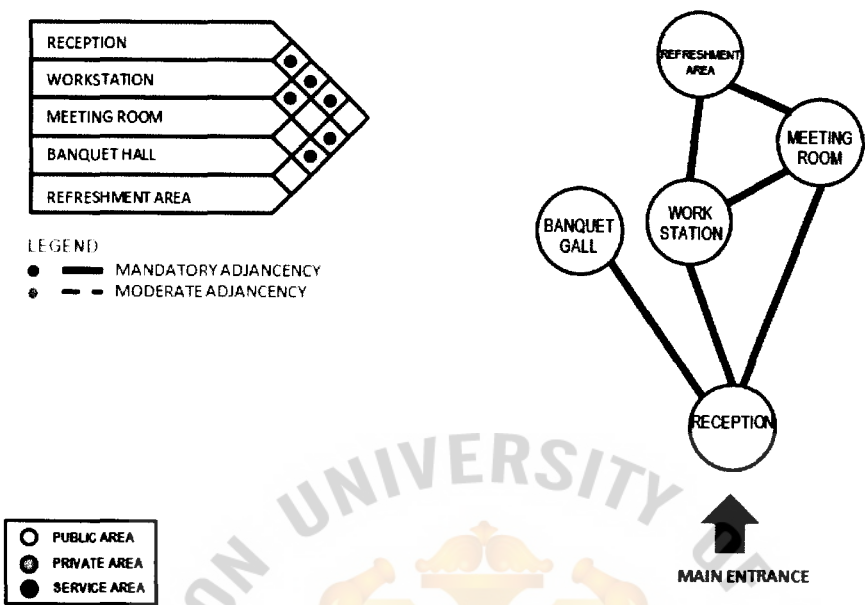 RECEPTION
WORKSTATION
MEETING ROOM
BANQUET HALL
REFRESHMENT AREA
LEGEND
MANDATORY ADJANCENCY
MODERATE ADJANCENCY
REFRESHMENT
AREA
MEETING
ROOM
BANQUET
GALL
WORK
STATION
RECEPTION
MAIN ENTRANCE
PUBLIC AREA
PRIVATE AREA
SERVICE AREA
UNIVERSITY